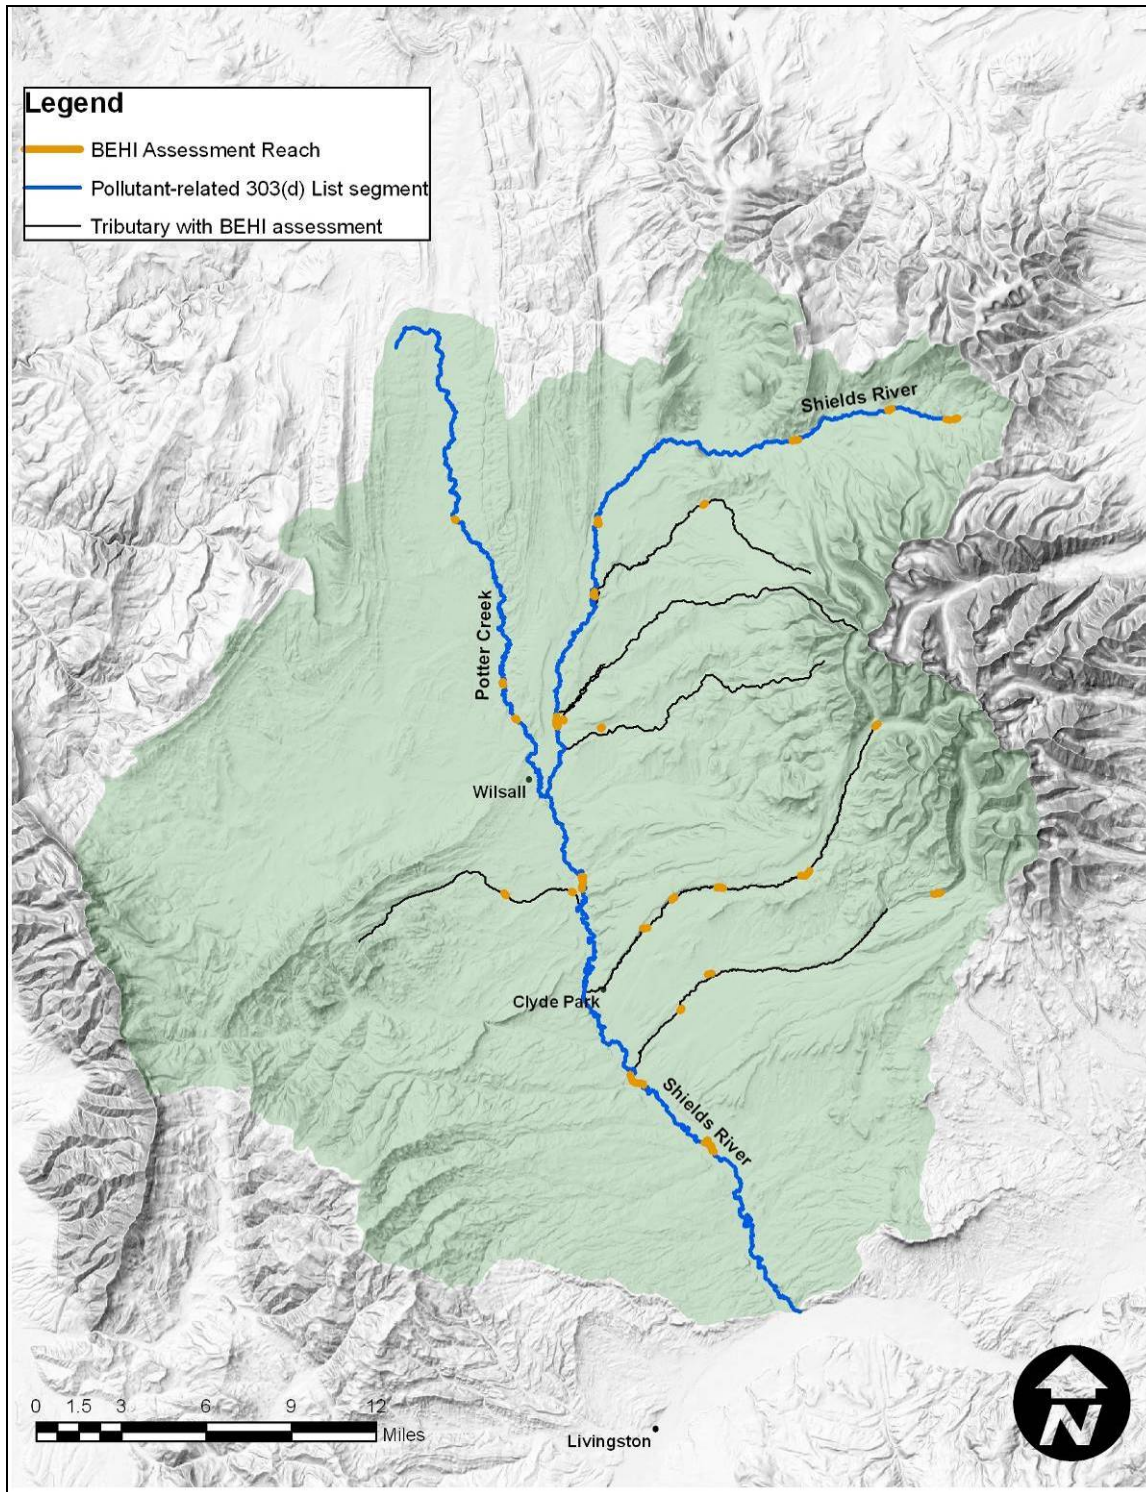 Legend
BEHI Assessment Reach
Pollutant-related 303(d) List segment
Tributary with BEHI assessment
Shields River
Potter Creek
Wilsall
Clyde Park
Shields River
0 1.5 3 6 9 12
Miles
Livingston
N